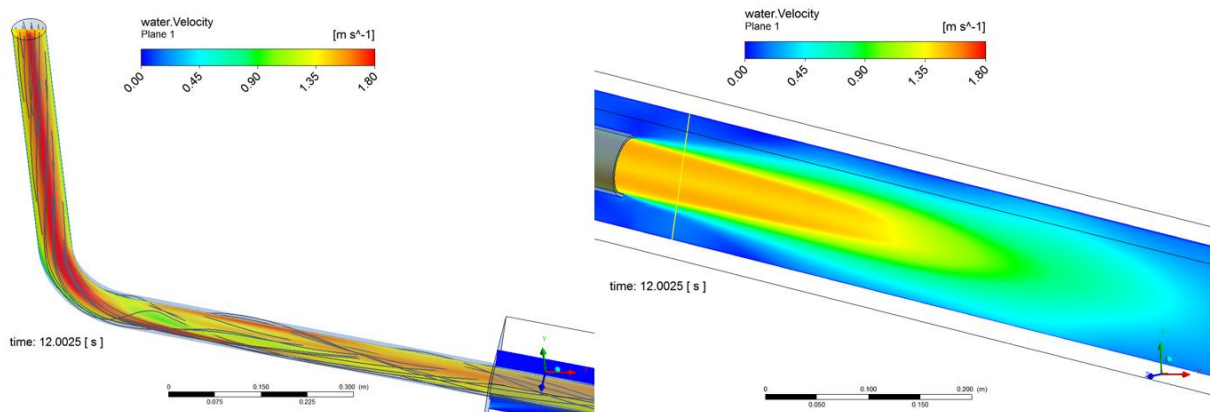 water.Velocity
Plane 1
[m s^-1]
0.00
0.45
0.90
1.35
1.80
time: 12.0025 [ s ]
Y
0
0.150
0.300 (m)
0.075
0.225
water.Velocity
Plane 1
[m s^-1]
0.00
0.45
0.90
1.35
1.80
time: 12.0025 [ s ]
Y
Z
0
0.100
0.200 (m)
0.050
0.150